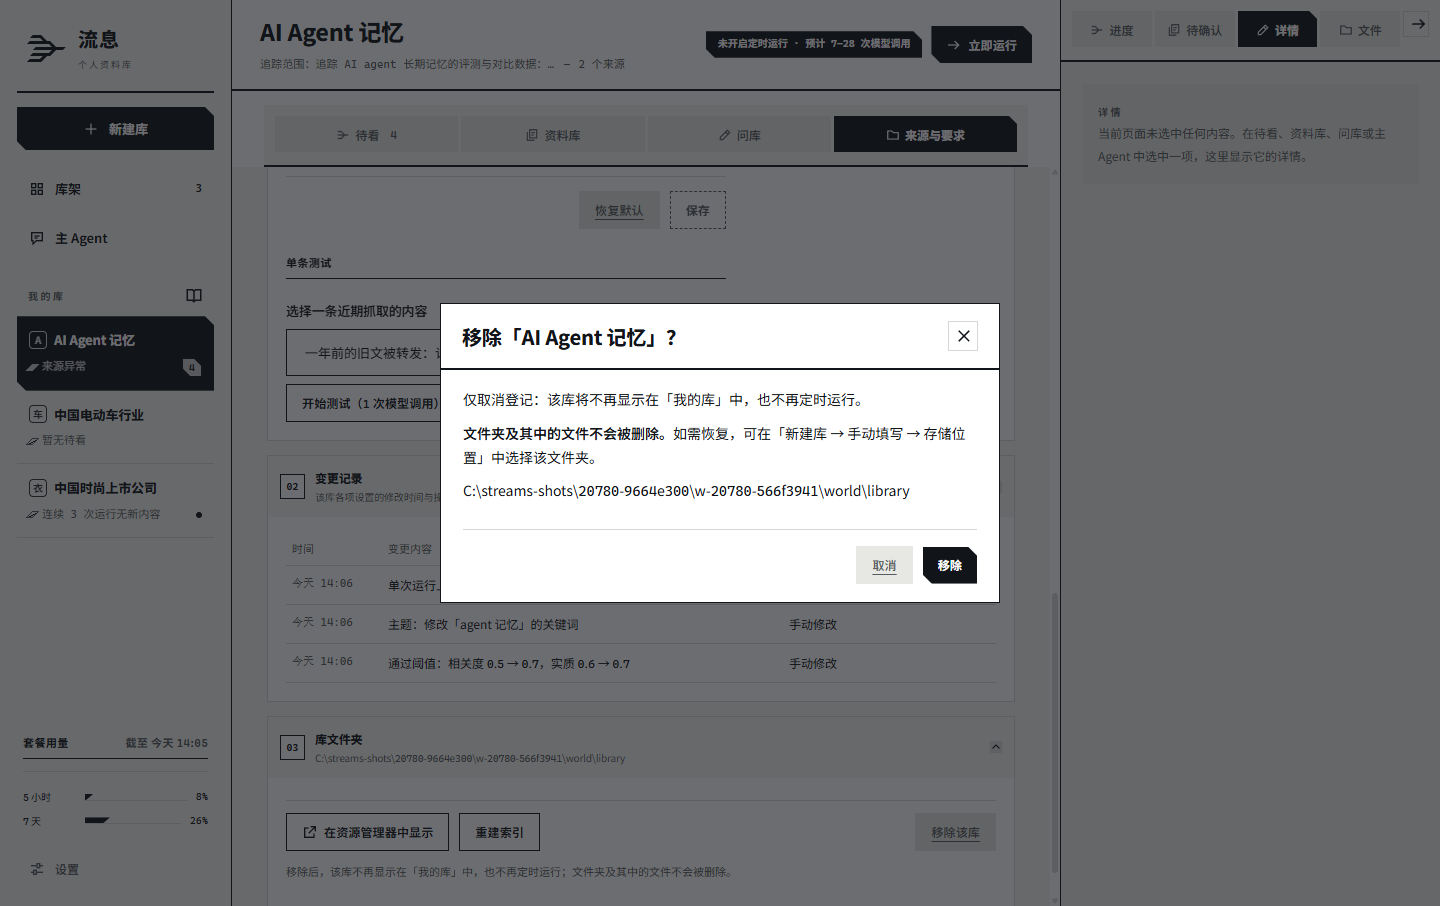 流息
个人资料库
新建库
库架 3
主 Agent
我的库
A AI Agent 记忆
来源异常 4
车 中国电动车行业
暂无待看
衣 中国时尚上市公司
连续 3 次运行无新内容
套餐用量 截至 今天 14:05
5 小时 8%
7 天 26%
设置
AI Agent 记忆
追踪范围：追踪 AI agent 长期记忆的评测与对比数据：… — 2 个来源
未开启定时运行 · 预计 7–28 次模型调用
立即运行
待看 4
资料库
问库
来源与要求
恢复默认
保存
单条测试
选择一条近期抓取的内容
一年前的旧文被转发：
开始测试（1 次模型调用）
02 变更记录
该库各项设置的修改时间与
时间 变更内容
今天 14:06 单次运行
今天 14:06 主题：修改「agent 记忆」的关键词 手动修改
今天 14:06 通过阈值：相关度 0.5 → 0.7，实质 0.6 → 0.7 手动修改
03 库文件夹
C:\streams-shots\20780-9664e300\w-20780-566f3941\world\library
在资源管理器中显示
重建索引
移除该库
移除后，该库不再显示在「我的库」中，也不再定时运行；文件夹及其中的文件不会被删除。
移除「AI Agent 记忆」?
仅取消登记：该库将不再显示在「我的库」中，也不再定时运行。
文件夹及其中的文件不会被删除。如需恢复，可在「新建库 → 手动填写 → 存储位
置」中选择该文件夹。
C:\streams-shots\20780-9664e300\w-20780-566f3941\world\library
取消
移除
进度
待确认
详情
文件
详情
当前页面未选中任何内容。在待看、资料库、问库或主
Agent 中选中一项，这里显示它的详情。